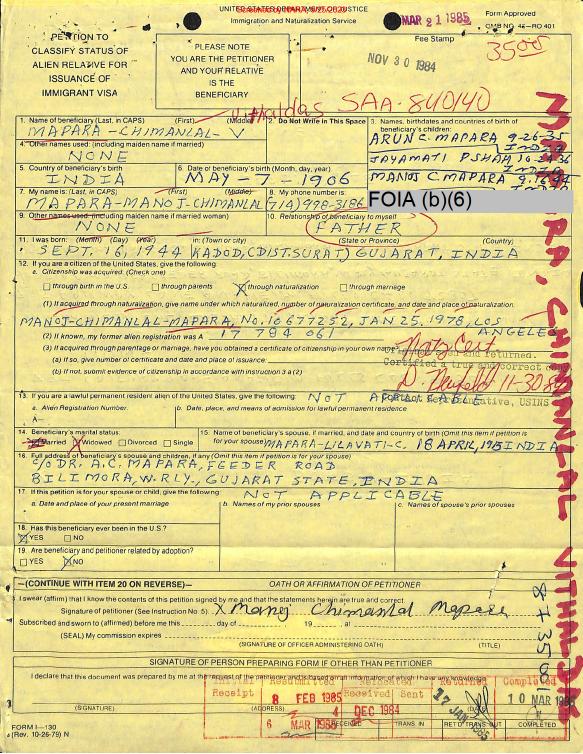 UNITED STATES DEPARTMENT OF JUSTICE
Immigration and Naturalization Service
MAR 21 1985
Form Approved
OMB NO. 43-RO 401
PETITION TO
CLASSIFY STATUS OF
ALIEN RELATIVE FOR
ISSUANCE OF
IMMIGRANT VISA
PLEASE NOTE
YOU ARE THE PETITIONER
AND YOUR RELATIVE
IS THE
BENEFICIARY
Fee Stamp
35.00
NOV 30 1984
Vithaldas SAA-840140
1. Name of beneficiary (Last, in CAPS) (First) (Middle)
MAPARA-CHIMANLAL-V
2. Do Not Write in This Space
3. Names, birthdates and countries of birth of beneficiary's children:
ARUN C. MAPARA 9-26-35
INDIA
JAYAMATI P. SHAH, 10-24-36
INDIA
MANOJ C. MAPARA 9-16-44
FOIA (b)(6)
4. Other names used: (including maiden name if married)
NONE
5. Country of beneficiary's birth
INDIA
6. Date of beneficiary's birth (Month, day, year)
MAY-7-1906
7. My name is: (Last, in CAPS) (First) (Middle)
MAPARA-MANOJ-CHIMANLAL
8. My phone number is:
(714)998-3186
9. Other names used: (including maiden name if married woman)
NONE
10. Relationship of beneficiary to myself
FATHER
11. I was born: (Month) (Day) (Year) in: (Town or city) (State or Province) (Country)
SEPT. 16, 1944 KADOD, (DIST. SURAT) GUJARAT, INDIA
12. If you are a citizen of the United States, give the following:
a. Citizenship was acquired. (Check one)
through birth in the U.S. through parents X through naturalization through marriage
(1) If acquired through naturalization, give name under which naturalized, number of naturalization certificate, and date and place of naturalization.
MANOJ-CHIMANLAL-MAPARA, No. 10677252, JAN 25, 1978, LOS ANGELES
(2) If known, my former alien registration was A 17 794 061
(3) If acquired through parentage or marriage, have you obtained a certificate of citizenship in your own name
(a) If so, give number of certificate and date and place of issuance:
(b) If not, submit evidence of citizenship in accordance with instruction 3 a (2)
Natz Cert
and returned.
Certified a true and correct copy
11-30-84
Representative, USINS
13. If you are a lawful permanent resident alien of the United States, give the following: NOT APPLICABLE
a. Alien Registration Number:
A-
b. Date, place, and means of admission for lawful permanent residence
14. Beneficiary's marital status:
Married X Widowed Divorced Single
15. Name of beneficiary's spouse, if married, and date and country of birth (Omit this item if petition is for your spouse)
MAPARA-LILAVATI-C. 18 APRIL, 1915 INDIA
16. Full address of beneficiary's spouse and children, if any (Omit this item if petition is for your spouse)
C/O DR. A.C. MAPARA, FEEDER ROAD
BILIMORA, W.RLY., GUJARAT STATE, INDIA
17. If this petition is for your spouse or child, give the following: NOT APPLICABLE
a. Date and place of your present marriage
b. Names of my prior spouses
c. Names of spouse's prior spouses
18. Has this beneficiary ever been in the U.S.?
X YES NO
19. Are beneficiary and petitioner related by adoption?
YES X NO
—(CONTINUE WITH ITEM 20 ON REVERSE)—
OATH OR AFFIRMATION OF PETITIONER
I swear (affirm) that I know the contents of this petition signed by me and that the statements herein are true and correct.
Signature of petitioner (See Instruction No. 5). X Manoj Chimanlal Mapara
Subscribed and sworn to (affirmed) before me this day of 19 at
(SEAL) My commission expires
(SIGNATURE OF OFFICER ADMINISTERING OATH) (TITLE)
SIGNATURE OF PERSON PREPARING FORM IF OTHER THAN PETITIONER
I declare that this document was prepared by me at the request of the petitioner and is based on all information of which I have any knowledge
(SIGNATURE) (ADDRESS) (DATE)
Receipt Resubmitted Relocated Returned Completed
Received Sent
8 FEB 1985
4 DEC 1984
17 JAN 1985
10 MAR 1985
6 MAR 1985
RECEIVED TRANS. IN RET'D TRANS. OUT COMPLETED
FORM I-130
(Rev. 10-26-79) N